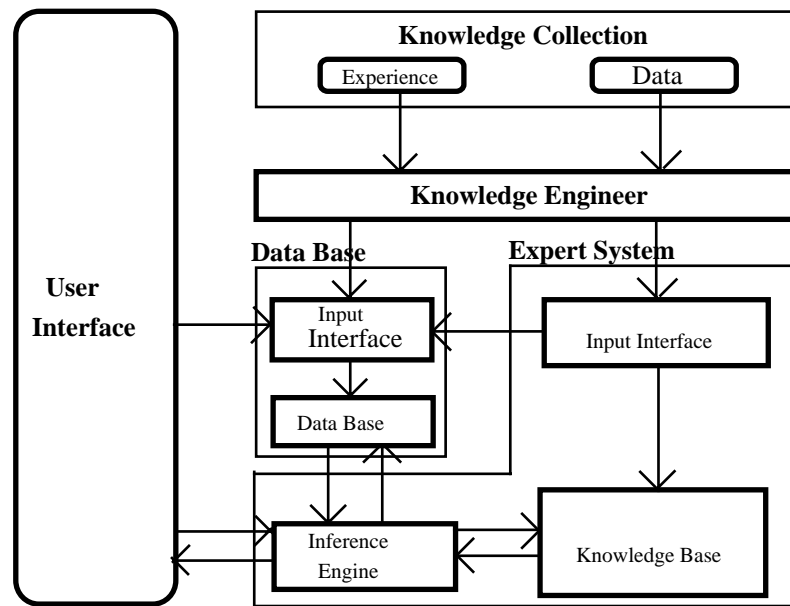 Knowledge Collection
Experience
Data
Knowledge Engineer
Data Base
Expert System
User
Interface
Input
Interface
Input Interface
Data Base
Inference
Engine
Knowledge Base